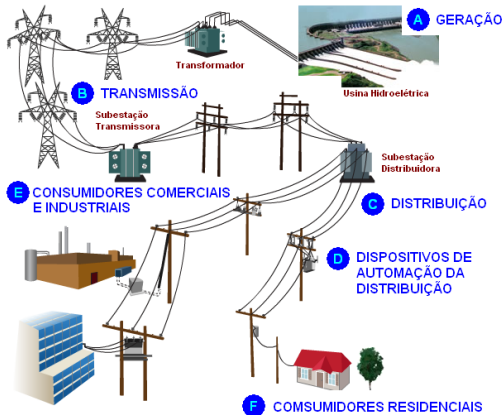 A GERAÇÃO
Transformador
Usina Hidroelétrica
B TRANSMISSÃO
Subestação
Transmissora
Subestação
Distribuidora
E CONSUMIDORES COMERCIAIS
E INDUSTRIAIS
C DISTRIBUIÇÃO
D DISPOSITIVOS DE
AUTOMAÇÃO DA
DISTRIBUIÇÃO
F COMSUMIDORES RESIDENCIAIS